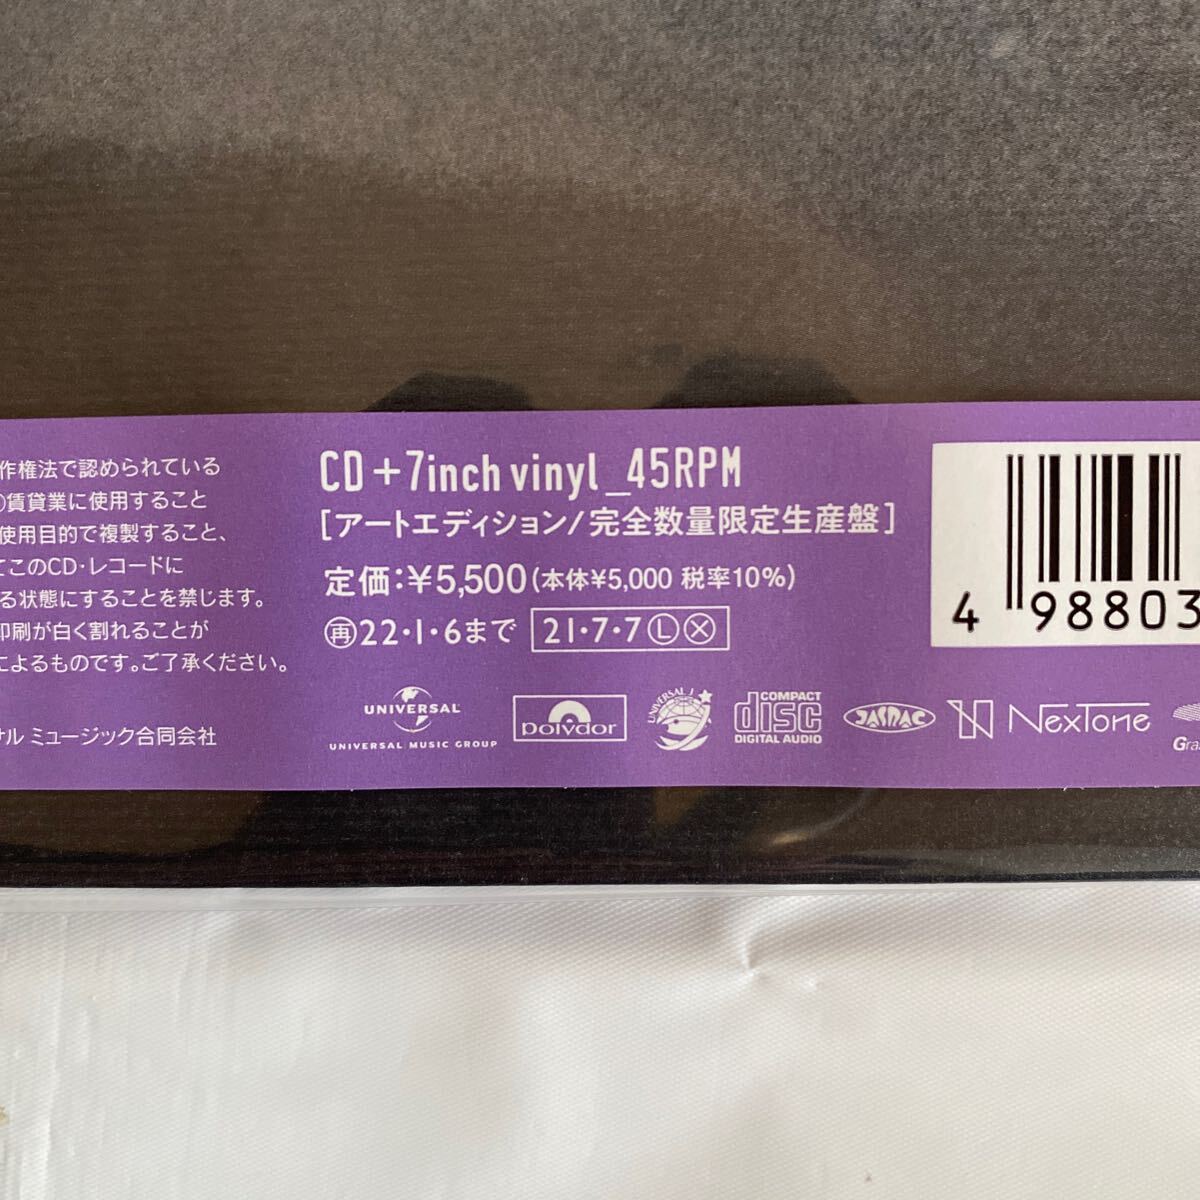 作権法で認められている
賃貸業に使用すること
使用目的で複製すること、
てこのCD・レコードに
る状態にすることを禁じます。
印刷が白く割れることが
によるものです。ご了承ください。
サル ミュージック合同会社
CD+7inch vinyl_45RPM
[アートエディション/完全数量限定生産盤]
定価:¥5,500(本体¥5,000 税率10%)
㊝22・1・6まで 21・7・7ⓁⓍ
UNIVERSAL
UNIVERSAL MUSIC GROUP
polydor
UNIVERSAL J
COMPACT
disc
DIGITAL AUDIO
JASRAC
NexTone
Gra
4 98803